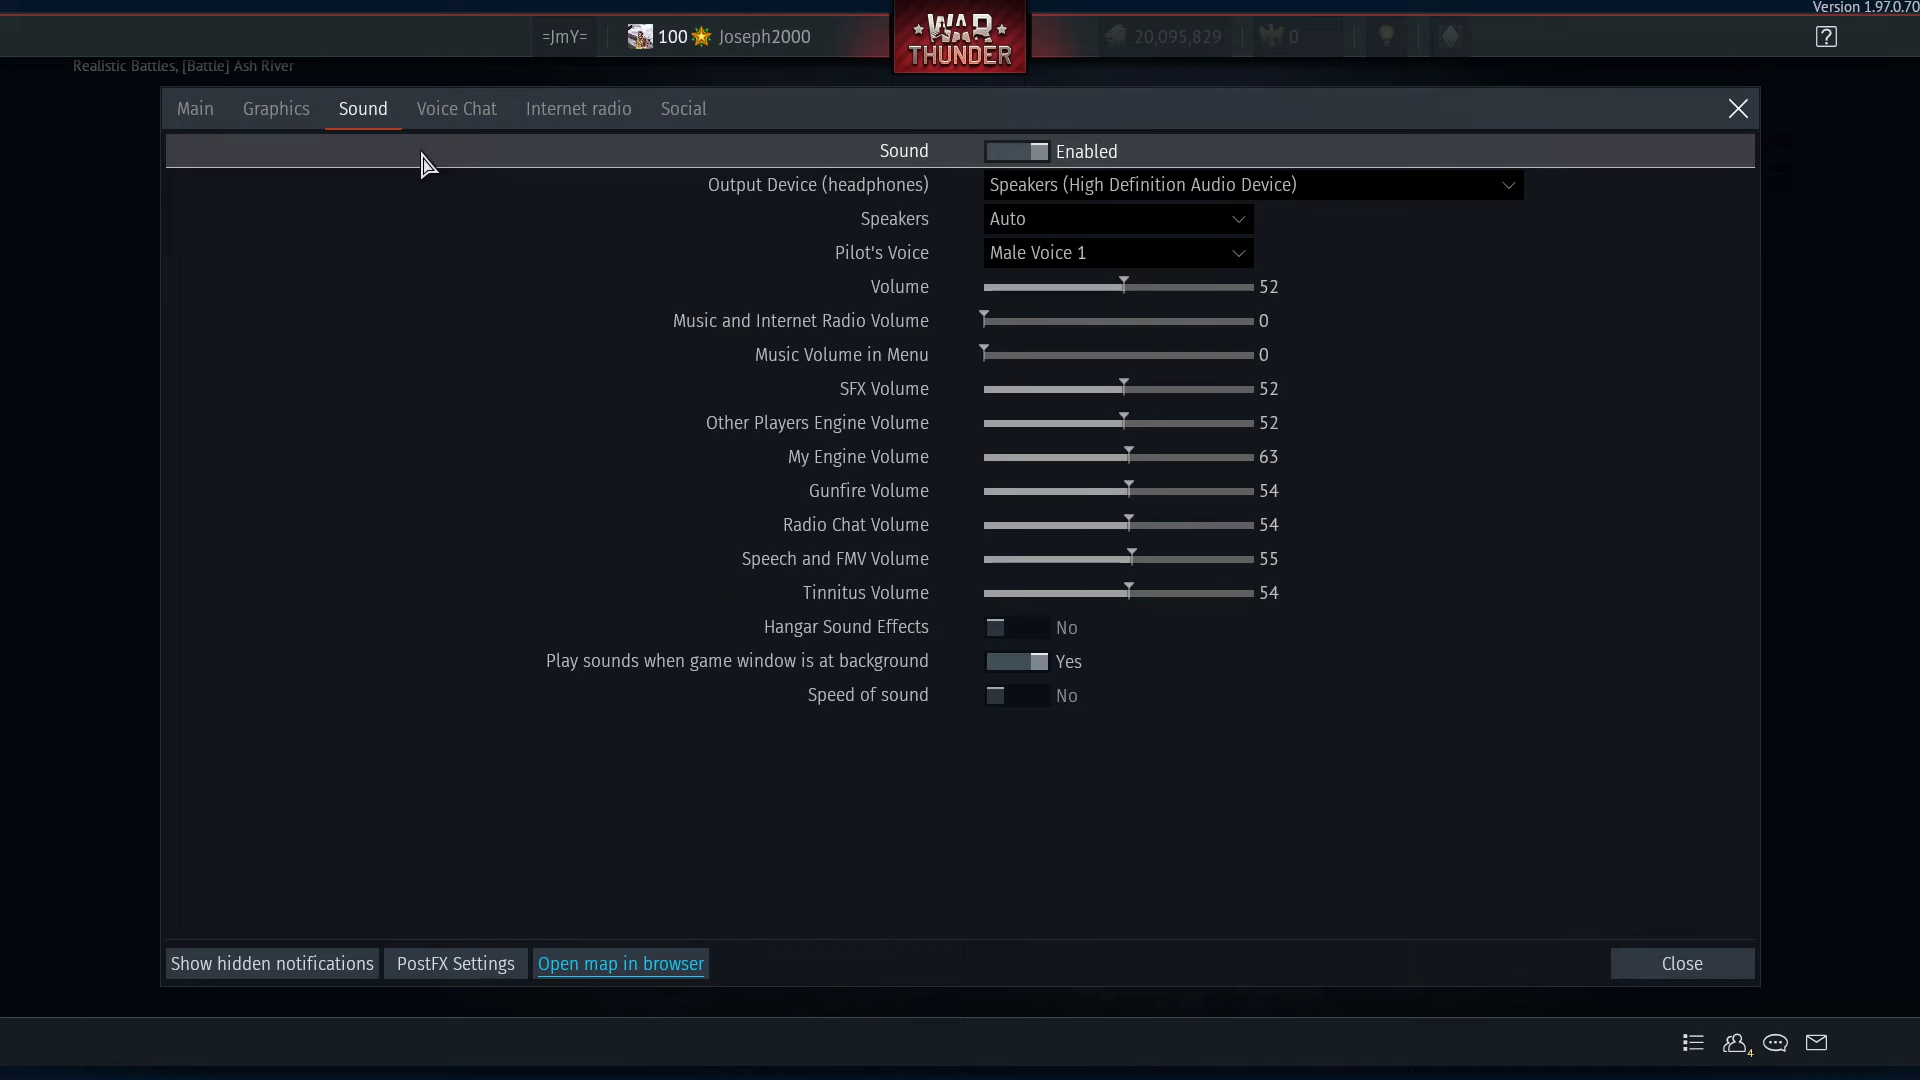 Version 1.97.0.70
=JmY= 100 Joseph2000 WAR THUNDER 20,095,829 0
Realistic Battles, [Battle] Ash River
Main Graphics Sound Voice Chat Internet radio Social
Sound Enabled
Output Device (headphones) Speakers (High Definition Audio Device)
Speakers Auto
Pilot's Voice Male Voice 1
Volume 52
Music and Internet Radio Volume 0
Music Volume in Menu 0
SFX Volume 52
Other Players Engine Volume 52
My Engine Volume 63
Gunfire Volume 54
Radio Chat Volume 54
Speech and FMV Volume 55
Tinnitus Volume 54
Hangar Sound Effects No
Play sounds when game window is at background Yes
Speed of sound No
Show hidden notifications PostFX Settings Open map in browser Close
4